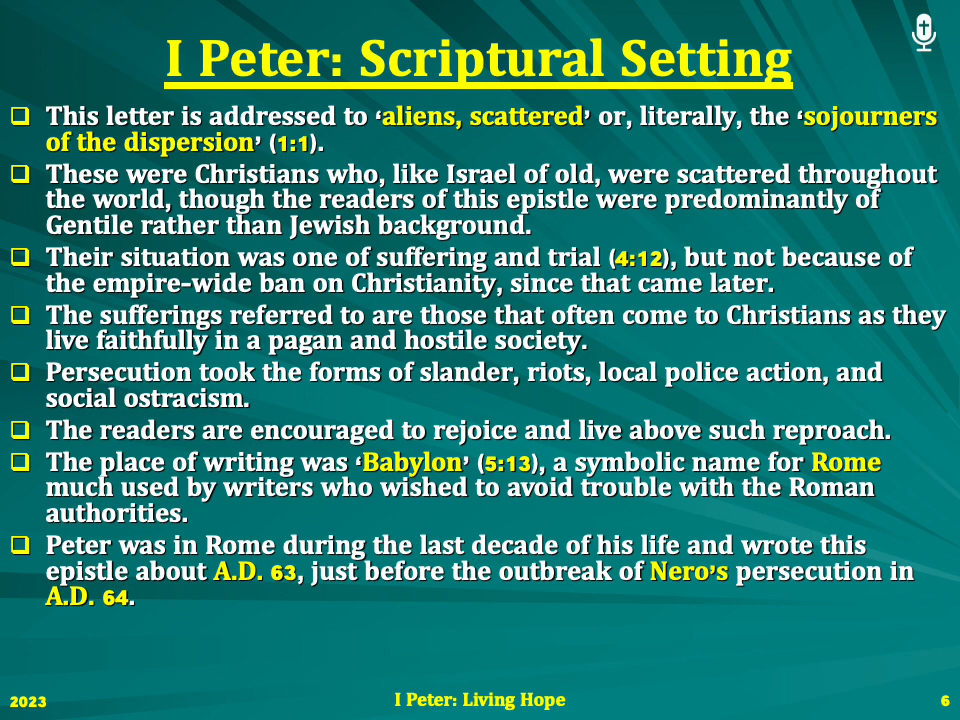 I Peter: Scriptural Setting
❑ This letter is addressed to ‘aliens, scattered’ or, literally, the ‘sojourners
of the dispersion’ (1:1).
❑ These were Christians who, like Israel of old, were scattered throughout
the world, though the readers of this epistle were predominantly of
Gentile rather than Jewish background.
❑ Their situation was one of suffering and trial (4:12), but not because of
the empire-wide ban on Christianity, since that came later.
❑ The sufferings referred to are those that often come to Christians as they
live faithfully in a pagan and hostile society.
❑ Persecution took the forms of slander, riots, local police action, and
social ostracism.
❑ The readers are encouraged to rejoice and live above such reproach.
❑ The place of writing was ‘Babylon’ (5:13), a symbolic name for Rome
much used by writers who wished to avoid trouble with the Roman
authorities.
❑ Peter was in Rome during the last decade of his life and wrote this
epistle about A.D. 63, just before the outbreak of Nero’s persecution in
A.D. 64.
2023
I Peter: Living Hope
6